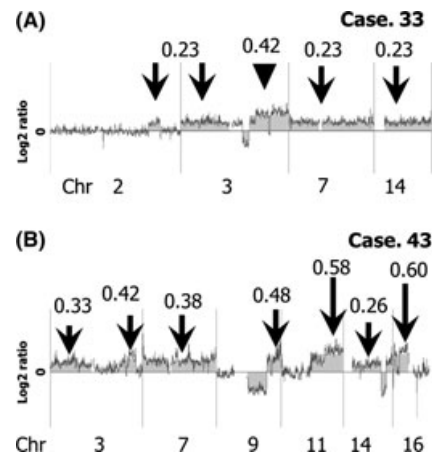 (A)
Case. 33
0.23
0.42
0.23
0.23
Log2 ratio
0
Chr 2 3 7 14
(B)
Case. 43
0.33
0.42
0.38
0.48
0.58
0.26
0.60
Log2 ratio
0
Chr 3 7 9 11 14 16